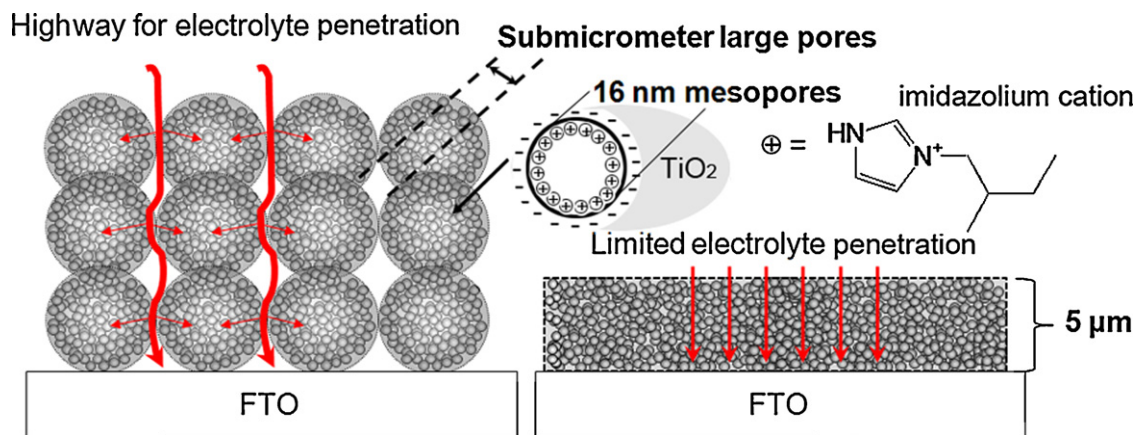 Highway for electrolyte penetration
Submicrometer large pores
16 nm mesopores
imidazolium cation
TiO₂
⊕ =
HN
N⁺
Limited electrolyte penetration
5 µm
FTO
FTO